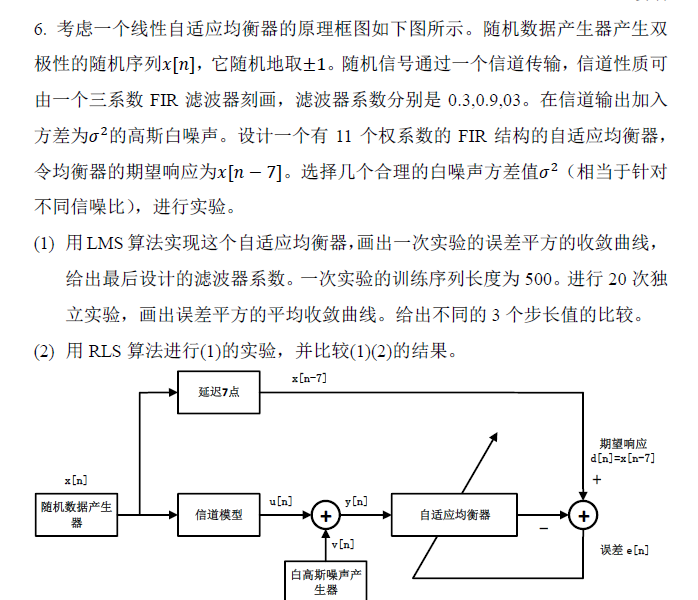 6. 考虑一个线性自适应均衡器的原理框图如下图所示。随机数据产生器产生双
极性的随机序列x[n]，它随机地取±1。随机信号通过一个信道传输，信道性质可
由一个三系数 FIR 滤波器刻画，滤波器系数分别是 0.3,0.9,03。在信道输出加入
方差为σ²的高斯白噪声。设计一个有 11 个权系数的 FIR 结构的自适应均衡器，
令均衡器的期望响应为x[n − 7]。选择几个合理的白噪声方差值σ²（相当于针对
不同信噪比），进行实验。
(1) 用 LMS 算法实现这个自适应均衡器，画出一次实验的误差平方的收敛曲线，
给出最后设计的滤波器系数。一次实验的训练序列长度为 500。进行 20 次独
立实验，画出误差平方的平均收敛曲线。给出不同的 3 个步长值的比较。
(2) 用 RLS 算法进行(1)的实验，并比较(1)(2)的结果。
延迟7点
x[n-7]
期望响应
d[n]=x[n-7]
+
x[n]
随机数据产生
器
信道模型
u[n]
+
y[n]
自适应均衡器
−
+
v[n]
误差 e[n]
白高斯噪声产
生器